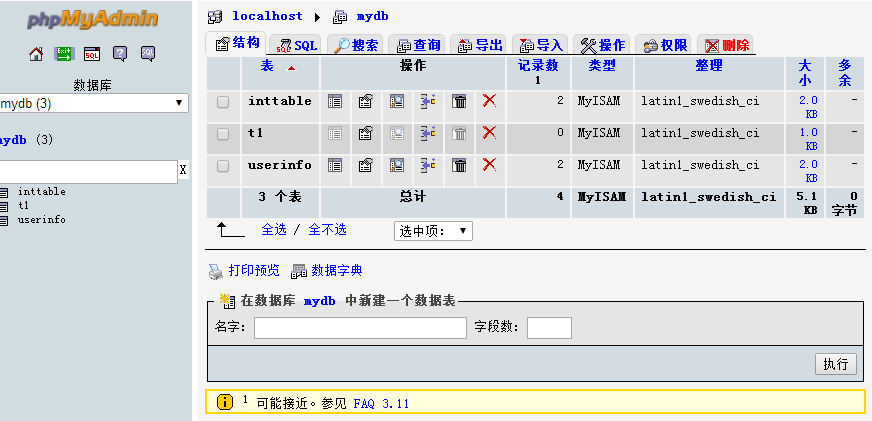 phpMyAdmin
Exit SQL ? SQL
数据库
mydb (3)
mydb (3)
X
inttable
t1
userinfo
localhost mydb
结构 SQL 搜索 查询 导出 导入 操作 权限 删除
表 操作 记录数1 类型 整理 大小 多余
inttable 2 MyISAM latin1_swedish_ci 2.0 KB -
t1 0 MyISAM latin1_swedish_ci 1.0 KB -
userinfo 2 MyISAM latin1_swedish_ci 2.0 KB -
3 个表 总计 4 MyISAM latin1_swedish_ci 5.1 KB 0 字节
全选 / 全不选 选中项:
打印预览 数据字典
在数据库 mydb 中新建一个数据表
名字: 字段数:
执行
1 可能接近。参见 FAQ 3.11